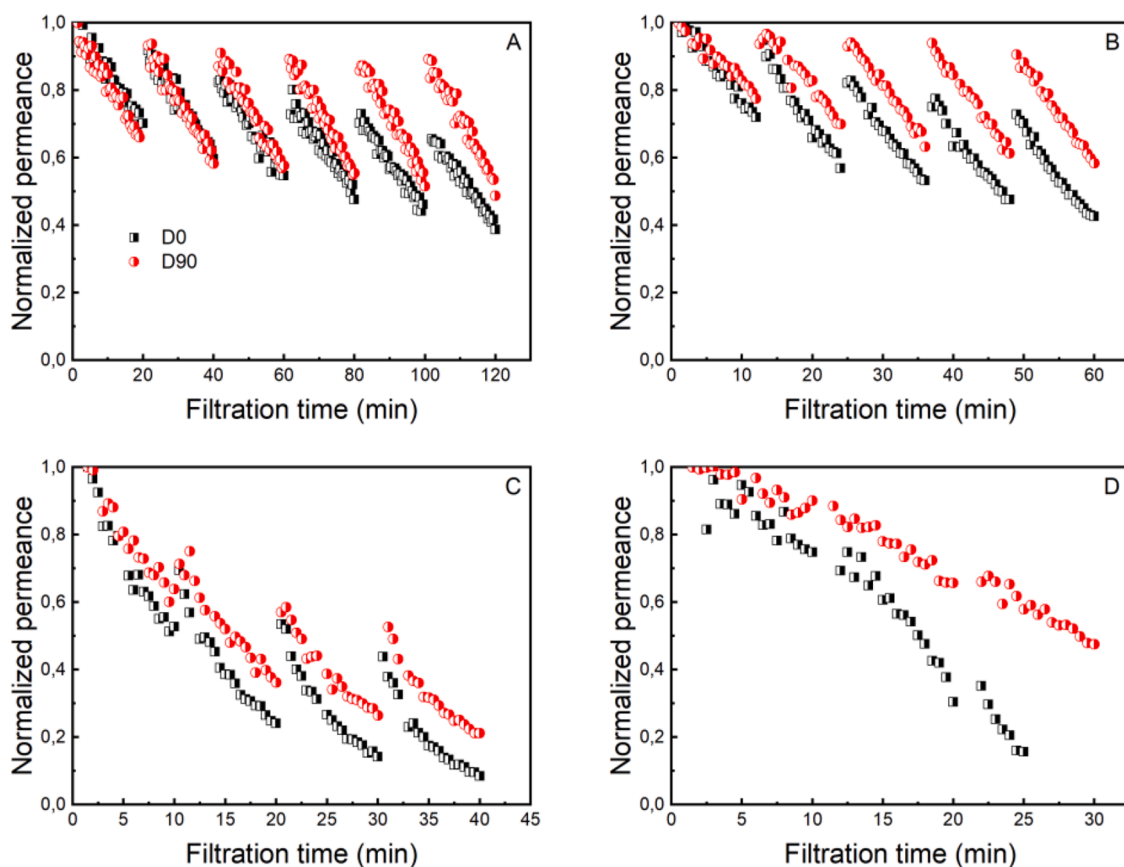 A
Normalized permeance
1,0
0,8
0,6
0,4
0,2
0,0
D0
D90
0 20 40 60 80 100 120
Filtration time (min)
B
Normalized permeance
1,0
0,8
0,6
0,4
0,2
0,0
0 10 20 30 40 50 60
Filtration time (min)
C
Normalized permeance
1,0
0,8
0,6
0,4
0,2
0,0
0 5 10 15 20 25 30 35 40 45
Filtration time (min)
D
Normalized permeance
1,0
0,8
0,6
0,4
0,2
0,0
0 5 10 15 20 25 30
Filtration time (min)